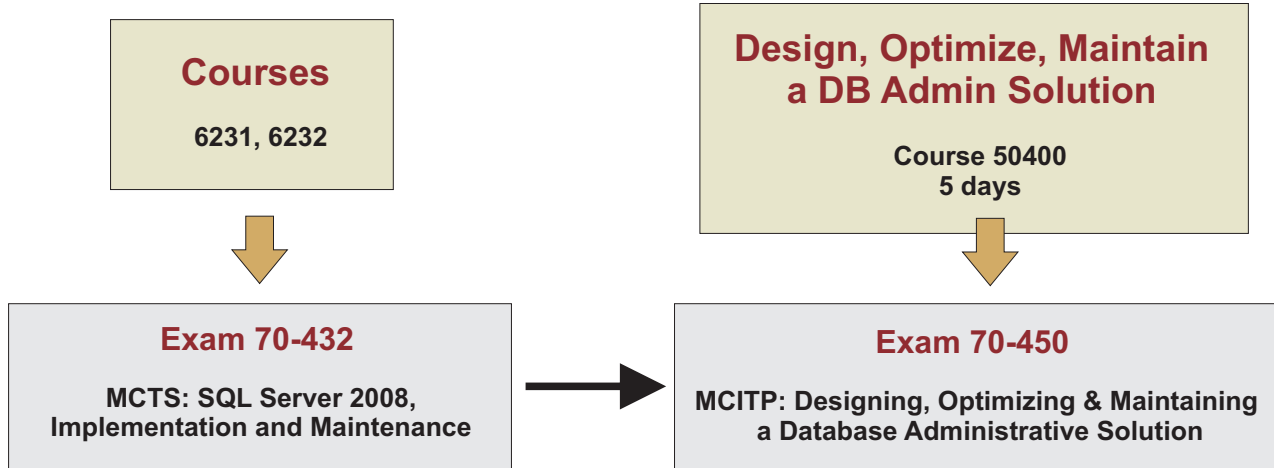 Courses
6231, 6232
Design, Optimize, Maintain
a DB Admin Solution
Course 50400
5 days
Exam 70-432
MCTS: SQL Server 2008,
Implementation and Maintenance
Exam 70-450
MCITP: Designing, Optimizing & Maintaining
a Database Administrative Solution